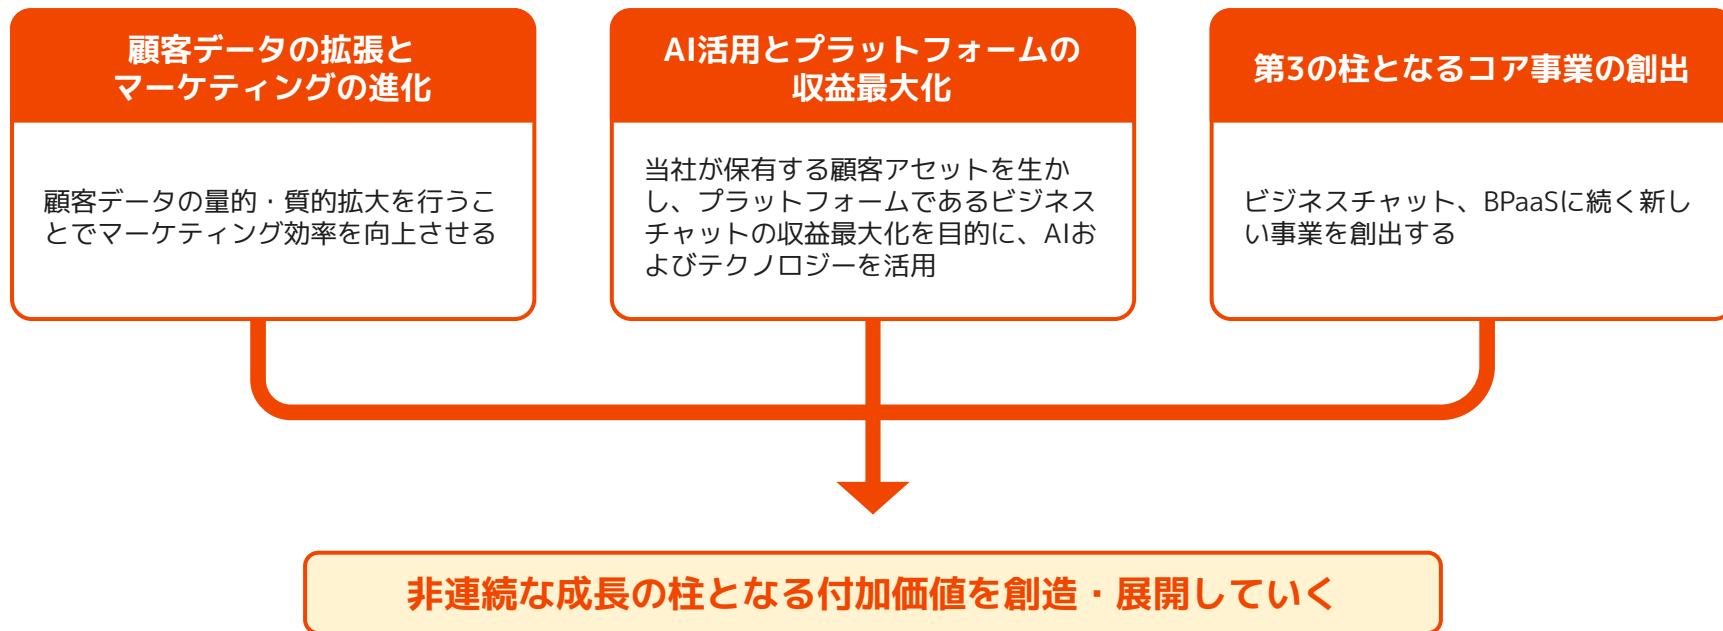 顧客データの拡張と
マーケティングの進化
顧客データの量的・質的拡大を行うこ
とでマーケティング効率を向上させる
AI活用とプラットフォームの
収益最大化
当社が保有する顧客アセットを生か
し、プラットフォームであるビジネス
チャットの収益最大化を目的に、AIお
よびテクノロジーを活用
第3の柱となるコア事業の創出
ビジネスチャット、BPaaSに続く新し
い事業を創出する
非連続な成長の柱となる付加価値を創造・展開していく